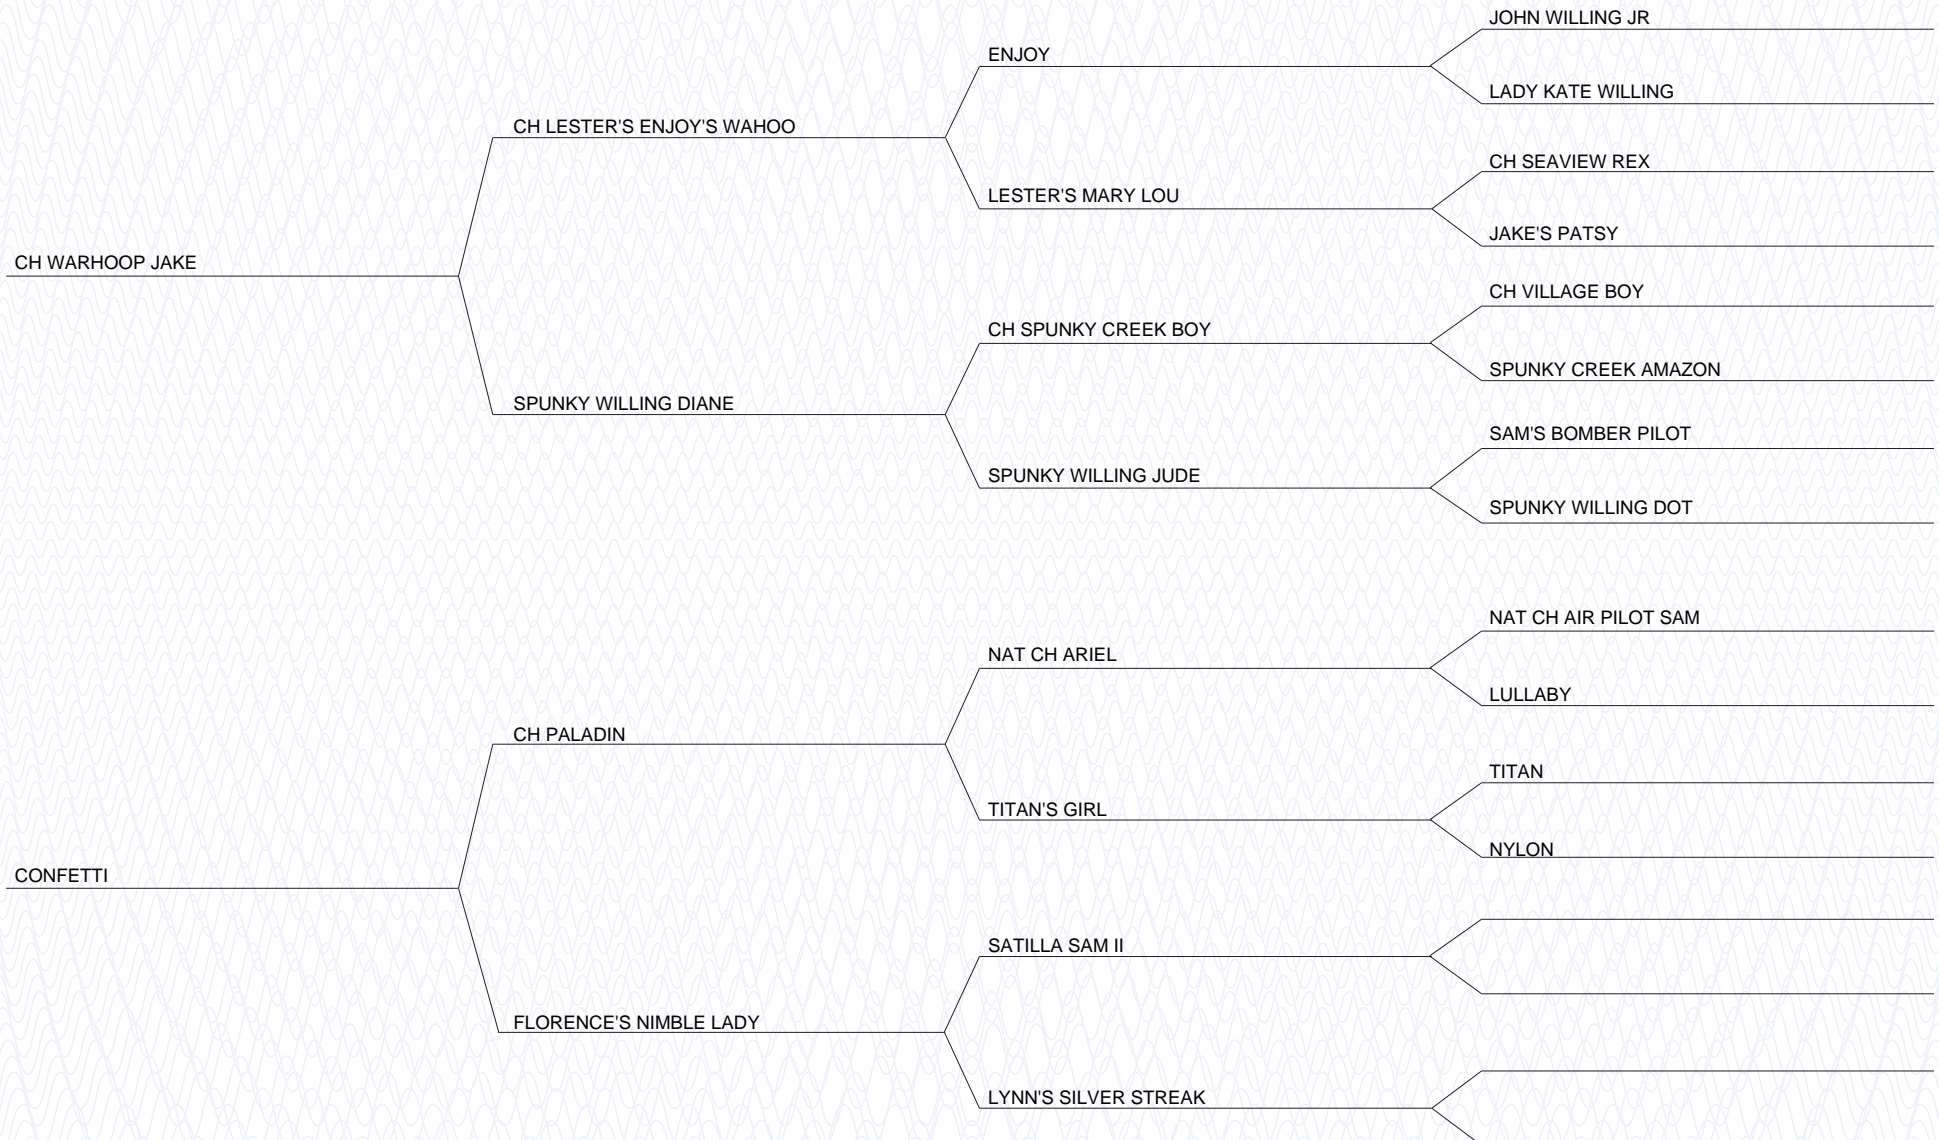 JOHN WILLING JR
ENJOY
LADY KATE WILLING
CH LESTER'S ENJOY'S WAHOO
CH SEAVIEW REX
LESTER'S MARY LOU
JAKE'S PATSY
CH WARHOOP JAKE
CH VILLAGE BOY
CH SPUNKY CREEK BOY
SPUNKY CREEK AMAZON
SPUNKY WILLING DIANE
SAM'S BOMBER PILOT
SPUNKY WILLING JUDE
SPUNKY WILLING DOT
NAT CH AIR PILOT SAM
NAT CH ARIEL
LULLABY
CH PALADIN
TITAN
TITAN'S GIRL
NYLON
CONFETTI
SATILLA SAM II
FLORENCE'S NIMBLE LADY
LYNN'S SILVER STREAK